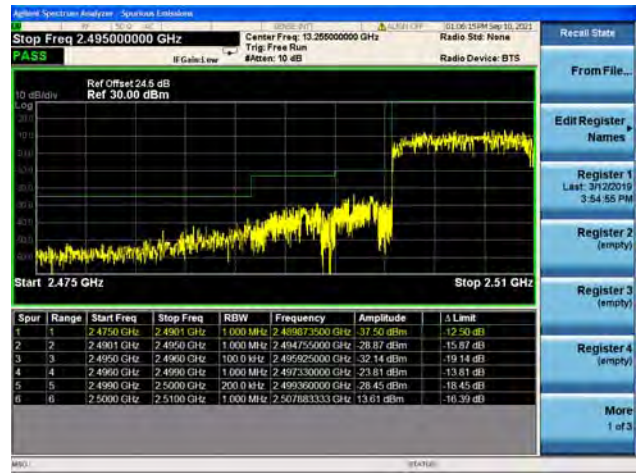 Agilent Spectrum Analyzer - Spurious Emissions
RF 50 Ω AC SENSE:INT ALIGN OFF 01:06:15PM Sep 10, 2021
Stop Freq 2.495000000 GHz Center Freq: 13.255000000 GHz Radio Std: None Recall State
PASS Trig: Free Run
IFGain:Low #Atten: 10 dB Radio Device: BTS
From File...
Ref Offset 24.5 dB
10 dB/div Ref 30.00 dBm
Log
Edit Register
Names
Register 1
Last: 3/12/2019
3:54:55 PM
Register 2
(empty)
Start 2.475 GHz Stop 2.51 GHz
Register 3
(empty)
Spur Range Start Freq Stop Freq RBW Frequency Amplitude Δ Limit
1 1 2.4750 GHz 2.4901 GHz 1.000 MHz 2.489873500 GHz -37.50 dBm -12.50 dB
2 2 2.4901 GHz 2.4950 GHz 1.000 MHz 2.494755000 GHz -28.87 dBm -15.87 dB
3 3 2.4950 GHz 2.4960 GHz 100.0 kHz 2.495925000 GHz -32.14 dBm -19.14 dB
4 4 2.4960 GHz 2.4990 GHz 1.000 MHz 2.497330000 GHz -23.81 dBm -13.81 dB
5 5 2.4990 GHz 2.5000 GHz 200.0 kHz 2.499360000 GHz -28.45 dBm -18.45 dB
6 6 2.5000 GHz 2.5100 GHz 1.000 MHz 2.507883333 GHz 13.61 dBm -16.39 dB
Register 4
(empty)
More
1 of 3
MSG STATUS